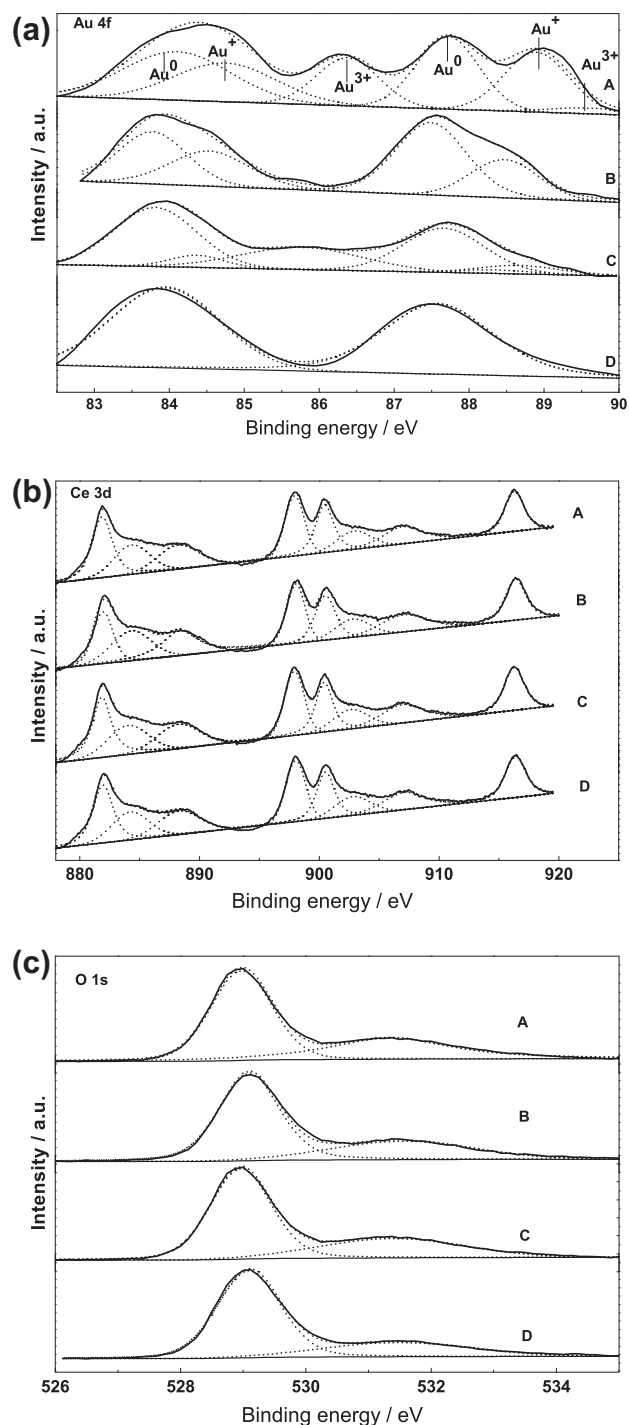 (a)
Au 4f
Au0
Au+
Au3+
Au0
Au+
Au3+
A
B
C
D
Intensity / a.u.
83 84 85 86 87 88 89 90
Binding energy / eV
(b)
Ce 3d
A
B
C
D
Intensity / a.u.
880 890 900 910 920
Binding energy / eV
(c)
O 1s
A
B
C
D
Intensity / a.u.
526 528 530 532 534
Binding energy / eV